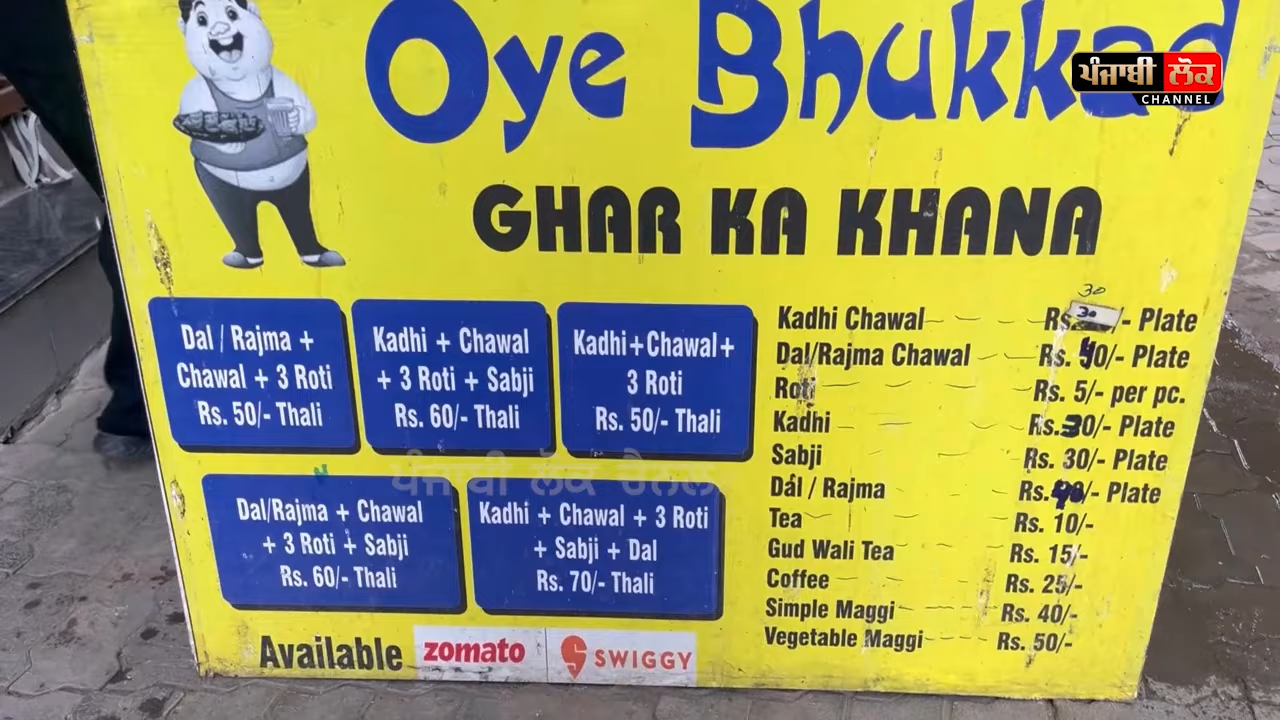 Oye Bhukkad
ਪੰਜਾਬੀ ਲੋਕ
CHANNEL
GHAR KA KHANA
Dal / Rajma +
Chawal + 3 Roti
Rs. 50/- Thali
Kadhi + Chawal
+ 3 Roti + Sabji
Rs. 60/- Thali
Kadhi+Chawal+
3 Roti
Rs. 50/- Thali
Dal/Rajma + Chawal
+ 3 Roti + Sabji
Rs. 60/- Thali
Kadhi + Chawal + 3 Roti
+ Sabji + Dal
Rs. 70/- Thali
ਪੰਜਾਬੀ ਲੋਕ ਚੈਨਲ
30
Kadhi Chawal Rs. 30/- Plate
Dal/Rajma Chawal Rs. 40/- Plate
Roti Rs. 5/- per pc.
Kadhi Rs. 30/- Plate
Sabji Rs. 30/- Plate
Dal / Rajma Rs. 40/- Plate
Tea Rs. 10/-
Gud Wali Tea Rs. 15/-
Coffee Rs. 25/-
Simple Maggi Rs. 40/-
Vegetable Maggi Rs. 50/-
Available zomato SWIGGY